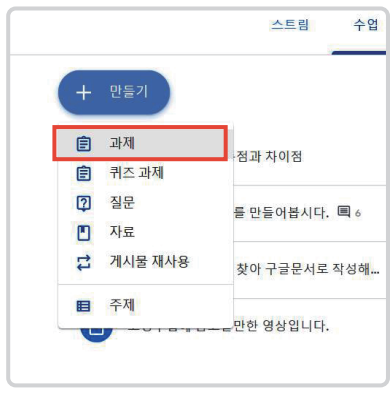 스트림 수업
+ 만들기
과제
점과 차이점
퀴즈 과제
질문
를 만들어봅시다. 6
자료
게시물 재사용
찾아 구글문서로 작성해...
주제
만한 영상입니다.